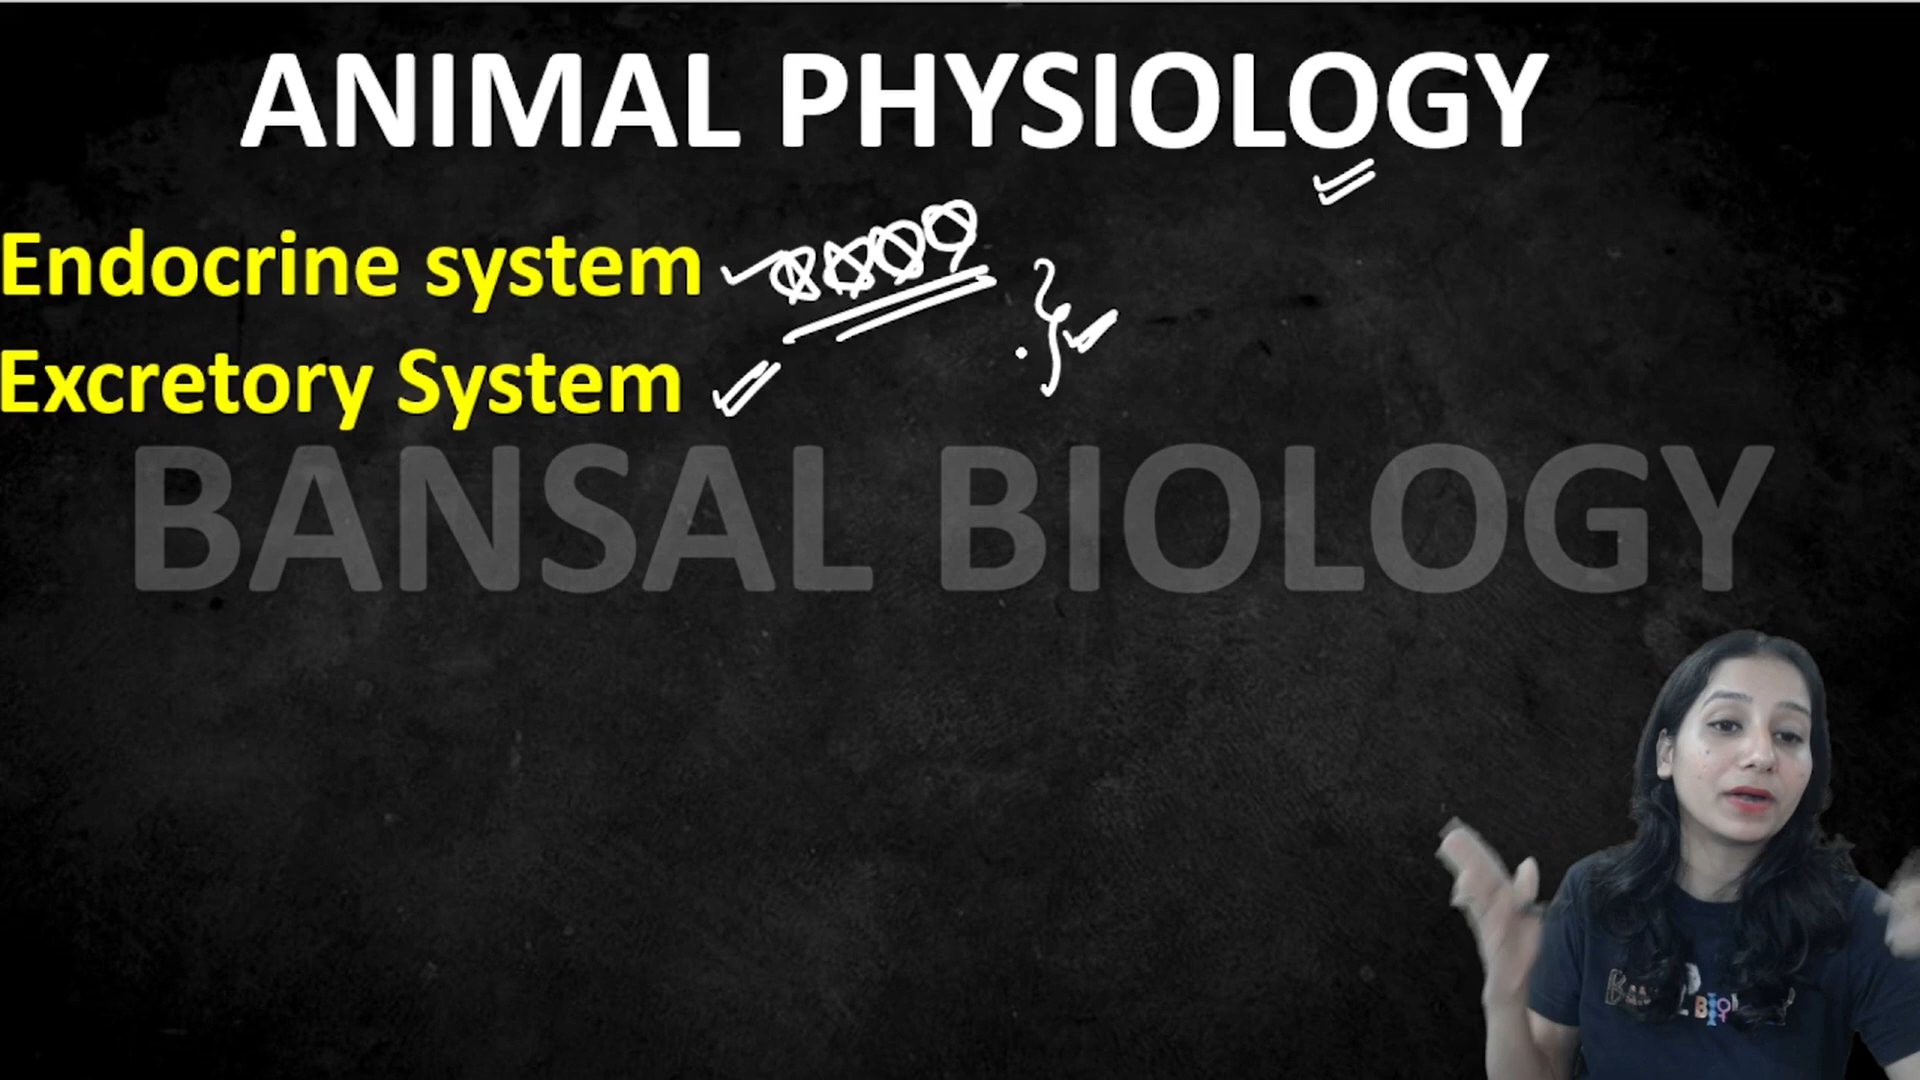 ANIMAL PHYSIOLOGY
Endocrine system
Excretory System
BANSAL BIOLOGY